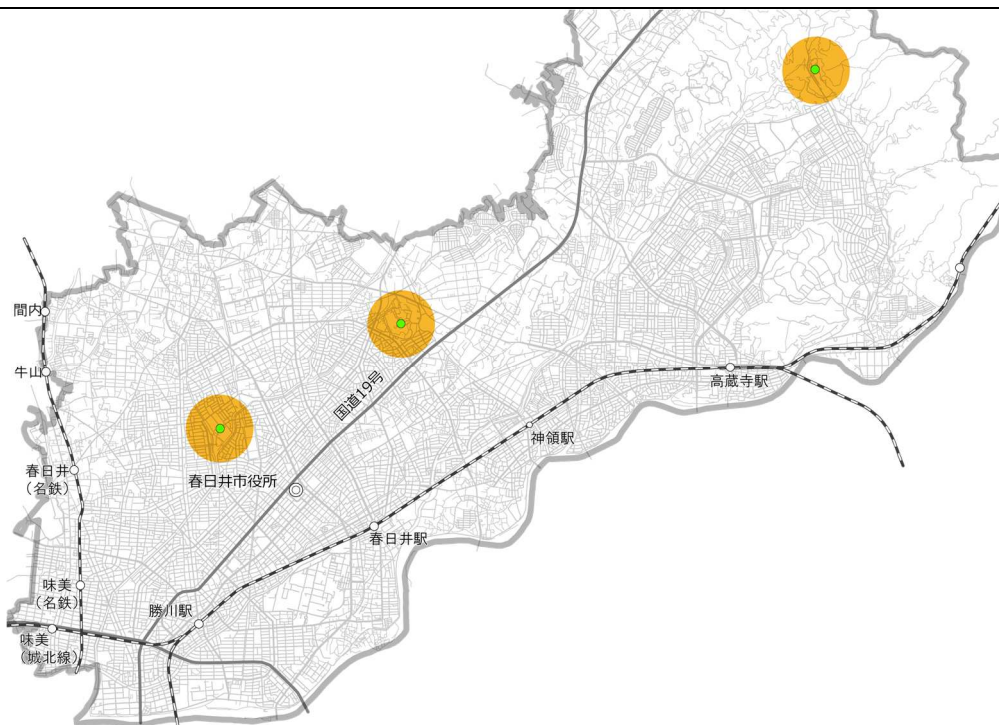 間内
牛山
国道19号
高蔵寺駅
神領駅
春日井
（名鉄）
春日井市役所
春日井駅
味美
（名鉄）
勝川駅
味美
（城北線）